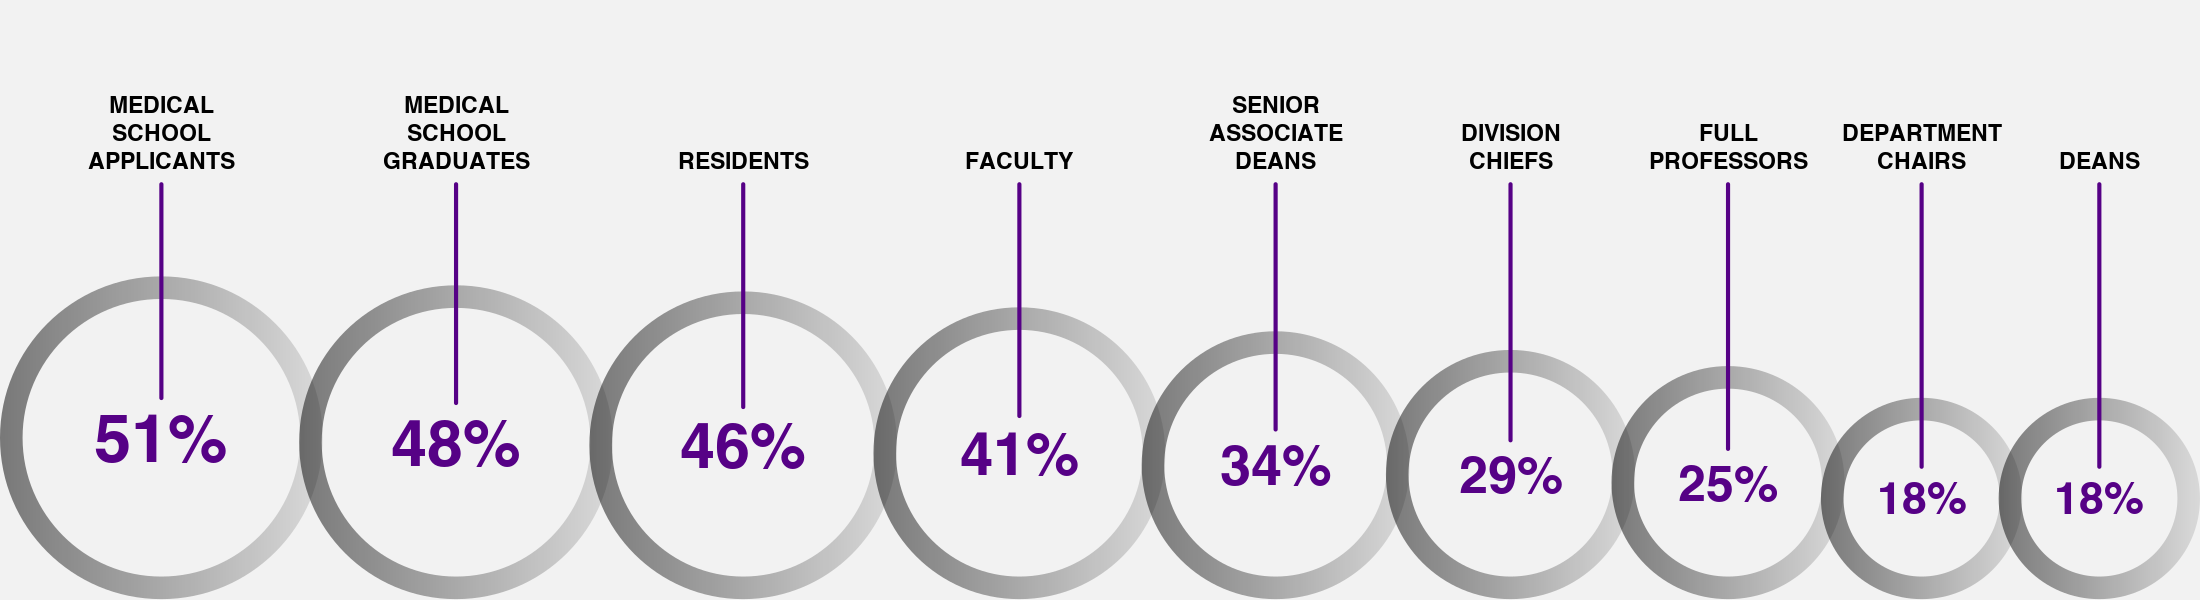 MEDICAL
SCHOOL
APPLICANTS
51%
MEDICAL
SCHOOL
GRADUATES
48%
RESIDENTS
46%
FACULTY
41%
SENIOR
ASSOCIATE
DEANS
34%
DIVISION
CHIEFS
29%
FULL
PROFESSORS
25%
DEPARTMENT
CHAIRS
18%
DEANS
18%